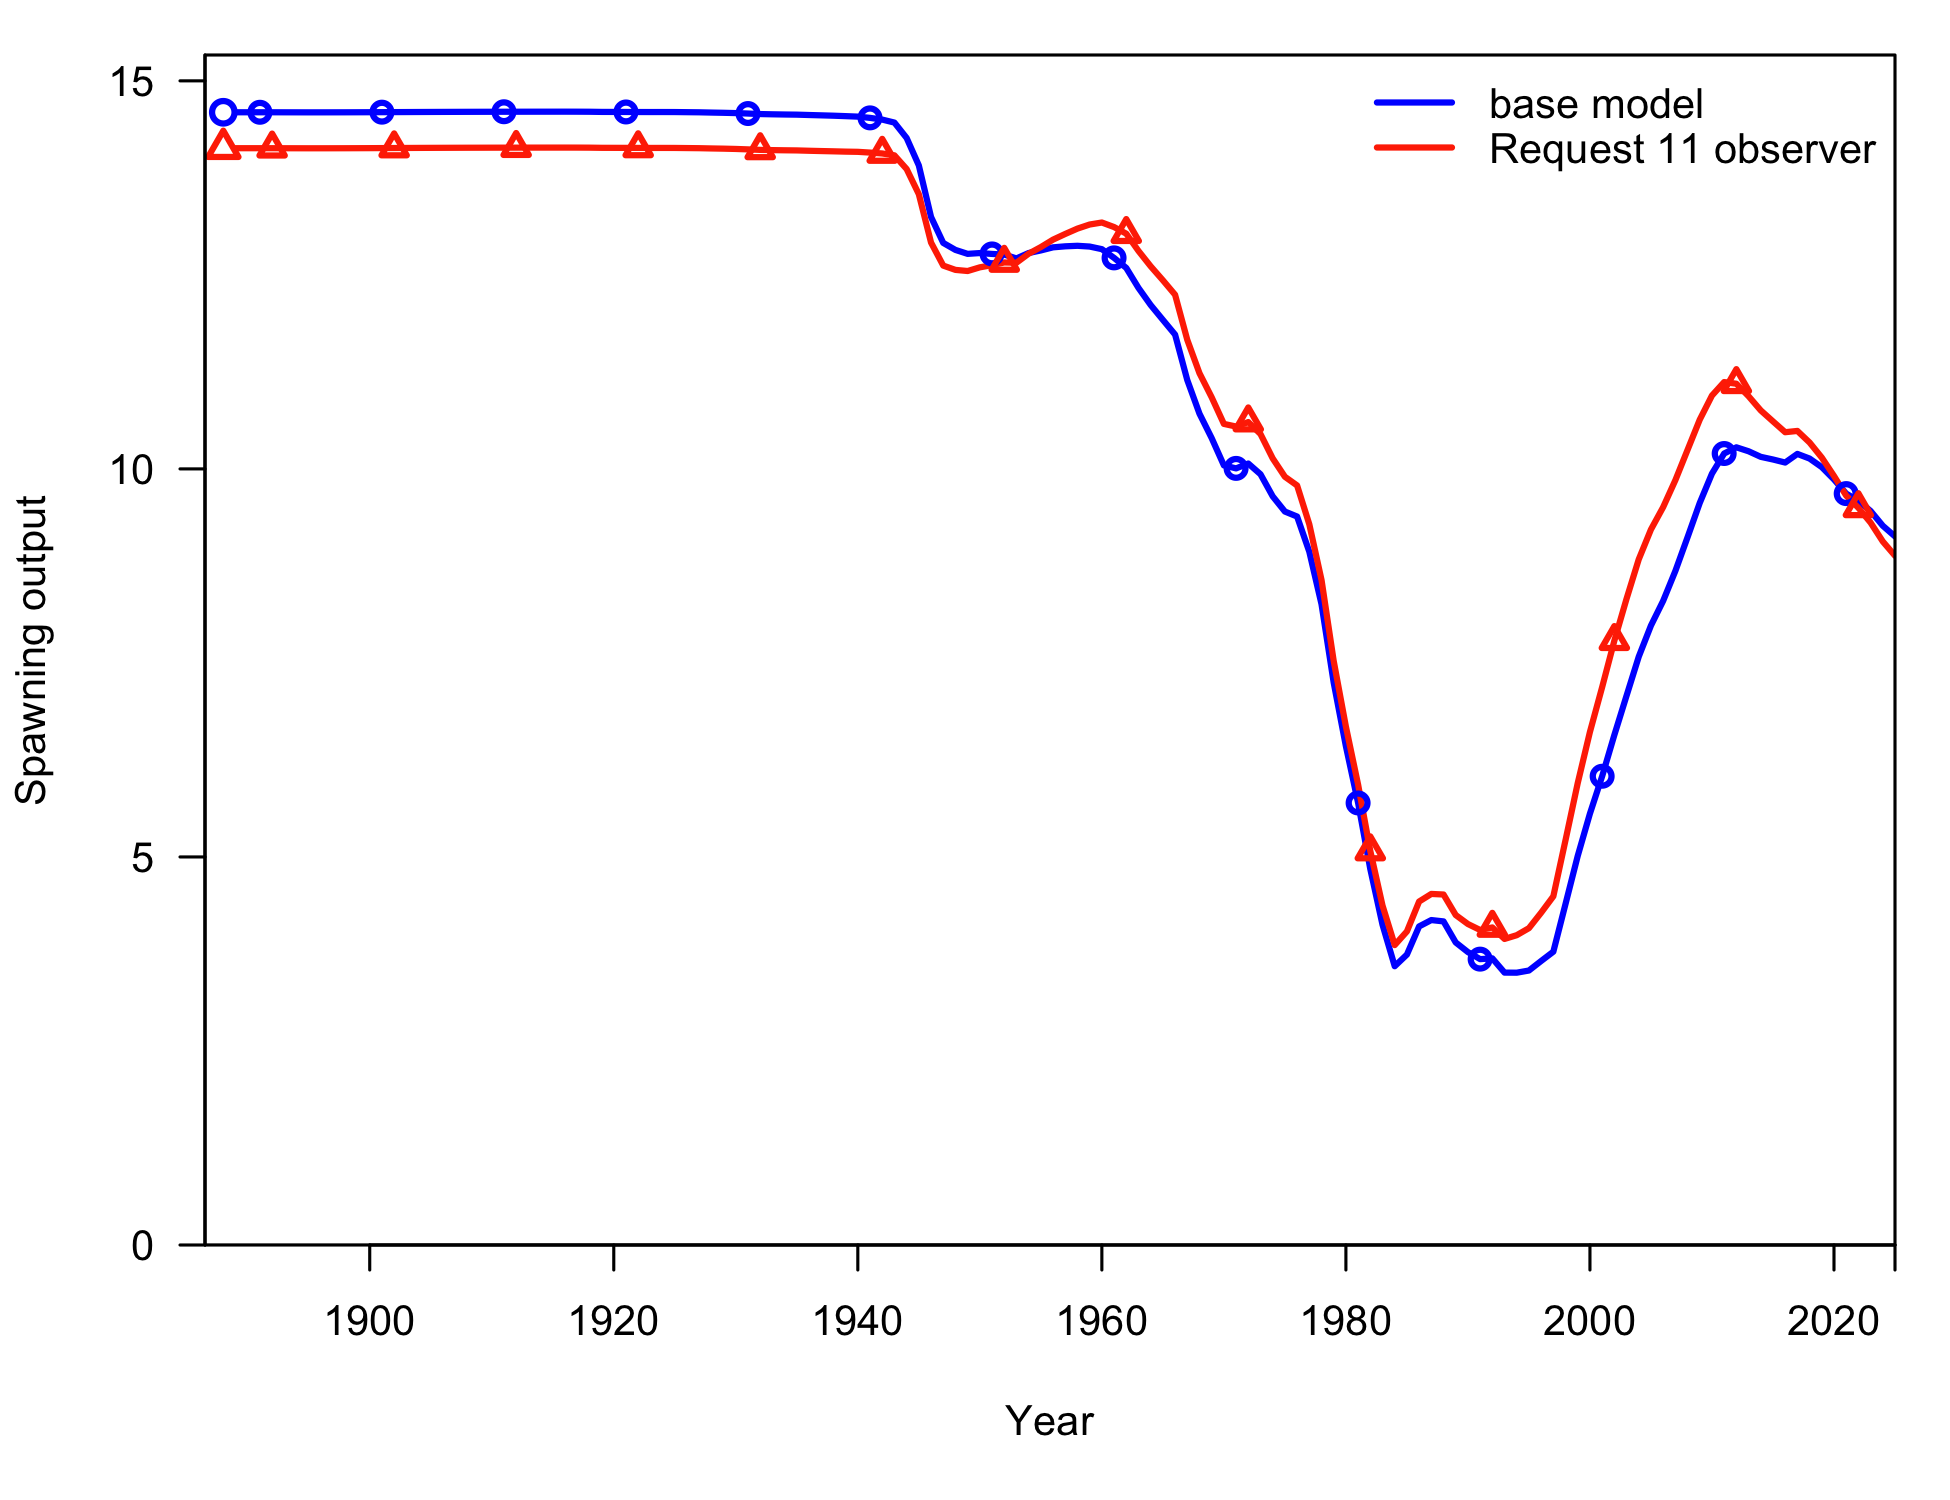 base model
Request 11 observer
15
10
5
0
Spawning output
1900 1920 1940 1960 1980 2000 2020
Year